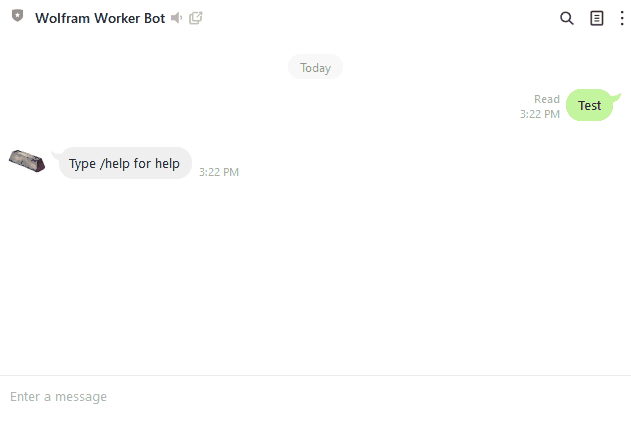 Wolfram Worker Bot
Today
Read
3:22 PM
Test
Type /help for help
3:22 PM
Enter a message